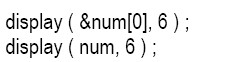 display ( &num[0], 6 ) ;
display ( num, 6 ) ;